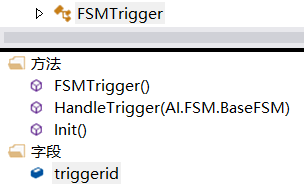 FSMTrigger
方法
FSMTrigger()
HandleTrigger(AI.FSM.BaseFSM)
Init()
字段
triggerid